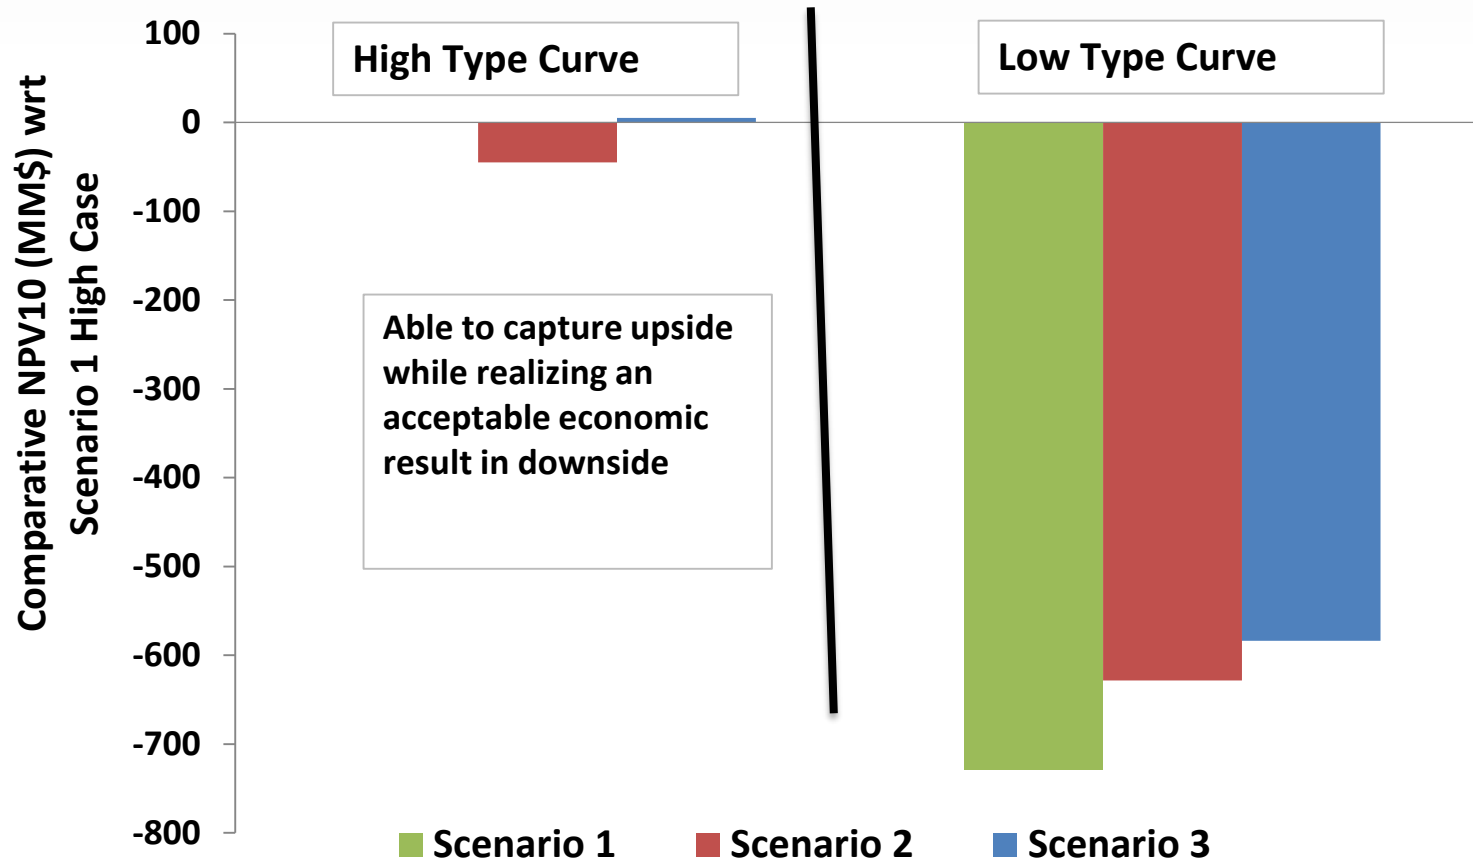 Comparative NPV10 (MM$) wrt
Scenario 1 High Case
100
0
-100
-200
-300
-400
-500
-600
-700
-800
High Type Curve
Low Type Curve
Able to capture upside
while realizing an
acceptable economic
result in downside
Scenario 1
Scenario 2
Scenario 3